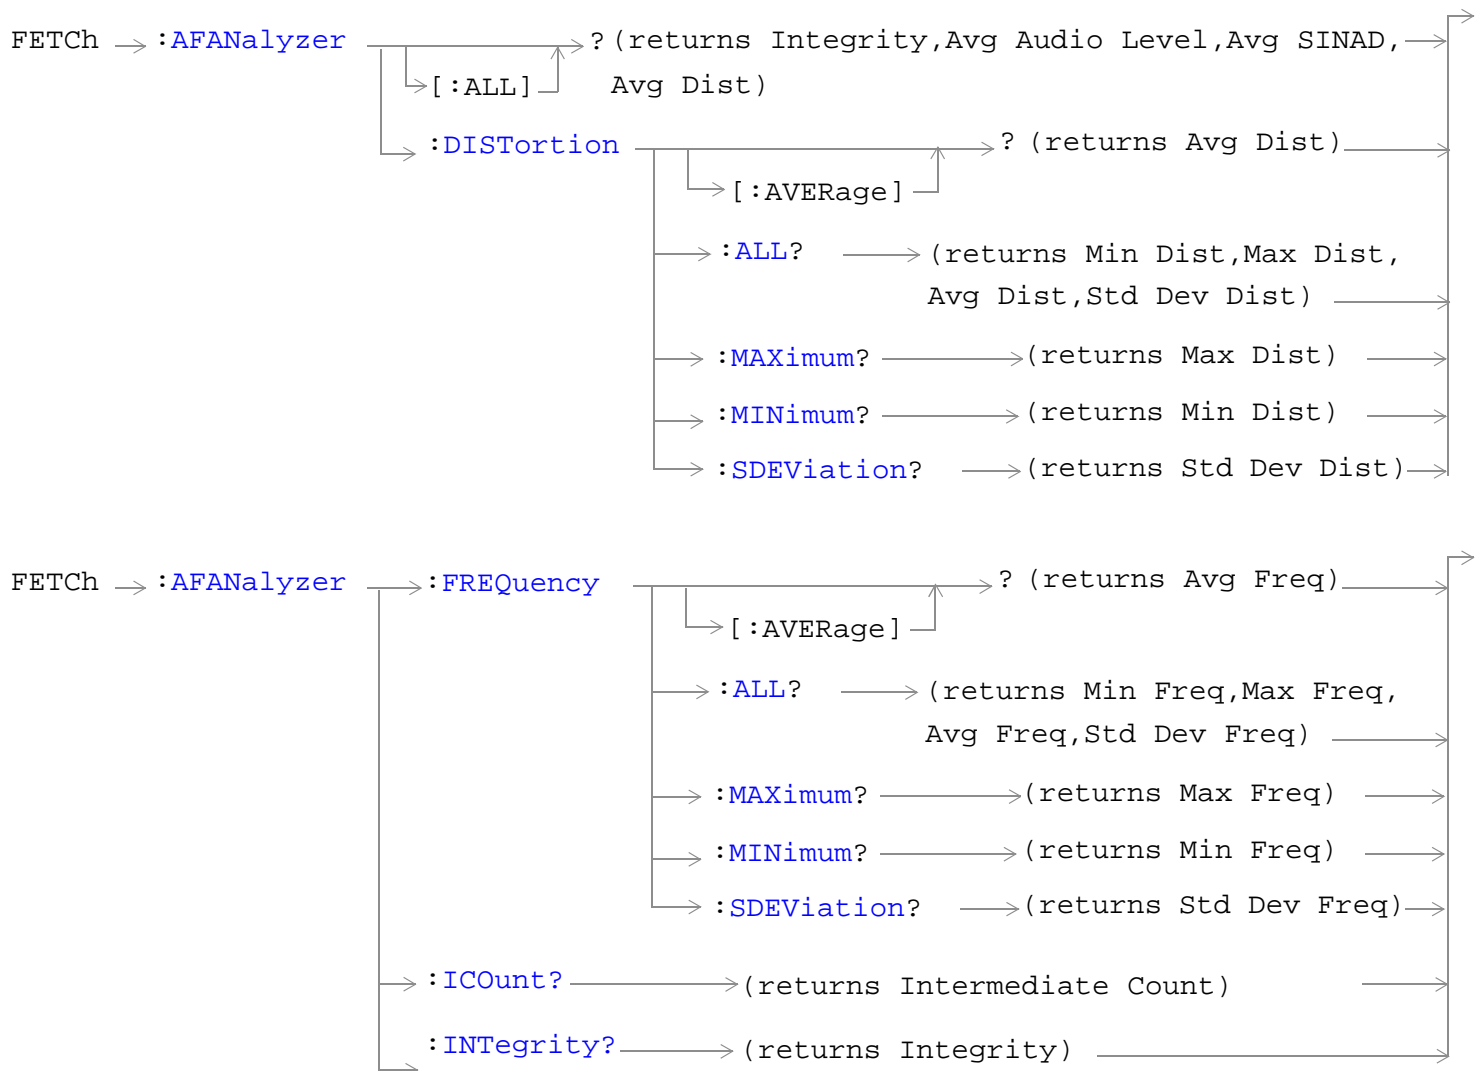 FETCh :AFANalyzer ? (returns Integrity,Avg Audio Level,Avg SINAD,
[:ALL] Avg Dist)
:DISTortion ? (returns Avg Dist)
[:AVERage]
:ALL? (returns Min Dist,Max Dist,
Avg Dist,Std Dev Dist)
:MAXimum? (returns Max Dist)
:MINimum? (returns Min Dist)
:SDEViation? (returns Std Dev Dist)
FETCh :AFANalyzer :FREQuency ? (returns Avg Freq)
[:AVERage]
:ALL? (returns Min Freq,Max Freq,
Avg Freq,Std Dev Freq)
:MAXimum? (returns Max Freq)
:MINimum? (returns Min Freq)
:SDEViation? (returns Std Dev Freq)
:ICOunt? (returns Intermediate Count)
:INTegrity? (returns Integrity)